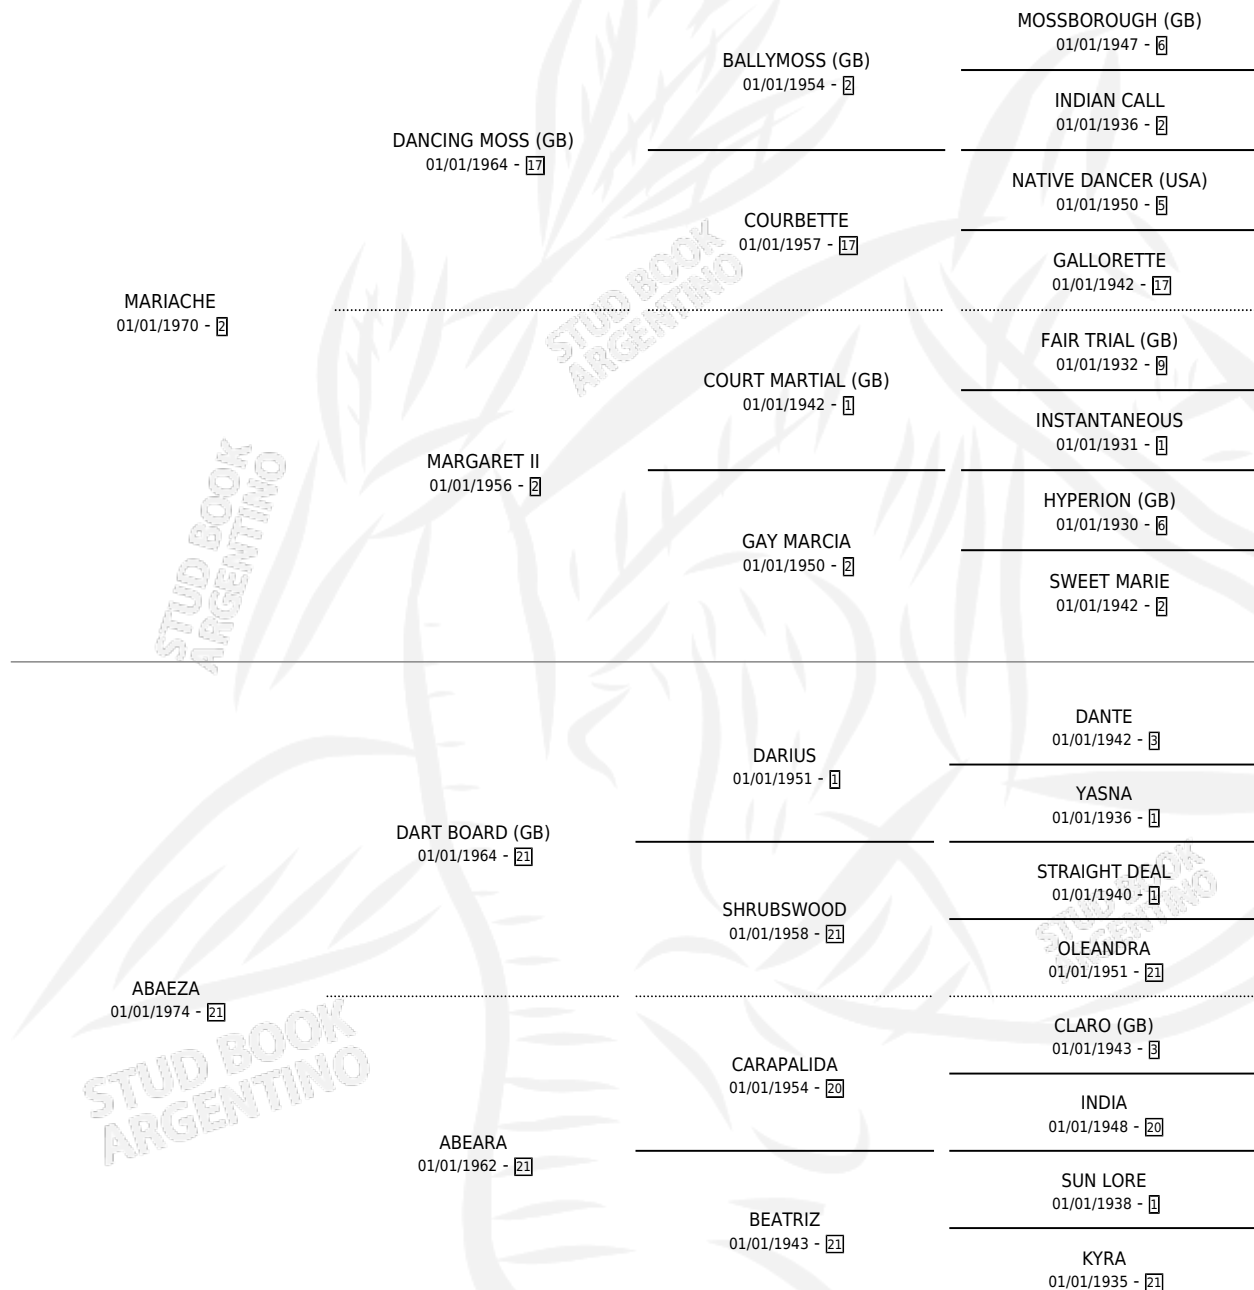 MOSSBOROUGH (GB)
01/01/1947 - 6
BALLYMOSS (GB)
01/01/1954 - 2
INDIAN CALL
01/01/1936 - 2
DANCING MOSS (GB)
01/01/1964 - 17
NATIVE DANCER (USA)
01/01/1950 - 5
COURBETTE
01/01/1957 - 17
GALLORETTE
01/01/1942 - 17
MARIACHE
01/01/1970 - 2
FAIR TRIAL (GB)
01/01/1932 - 9
COURT MARTIAL (GB)
01/01/1942 - 1
INSTANTANEOUS
01/01/1931 - 1
MARGARET II
01/01/1956 - 2
HYPERION (GB)
01/01/1930 - 6
GAY MARCIA
01/01/1950 - 2
SWEET MARIE
01/01/1942 - 2
DANTE
01/01/1942 - 3
DARIUS
01/01/1951 - 1
YASNA
01/01/1936 - 1
DART BOARD (GB)
01/01/1964 - 21
STRAIGHT DEAL
01/01/1940 - 1
SHRUBSWOOD
01/01/1958 - 21
OLEANDRA
01/01/1951 - 21
ABAEZA
01/01/1974 - 21
CLARO (GB)
01/01/1943 - 3
CARAPALIDA
01/01/1954 - 20
INDIA
01/01/1948 - 20
ABEARA
01/01/1962 - 21
SUN LORE
01/01/1938 - 1
BEATRIZ
01/01/1943 - 21
KYRA
01/01/1935 - 21
STUD BOOK
ARGENTINO
STUD BOOK
ARGENTINO
STUD BOOK
ARGENTINO
STUD BOOK
ARGENTINO